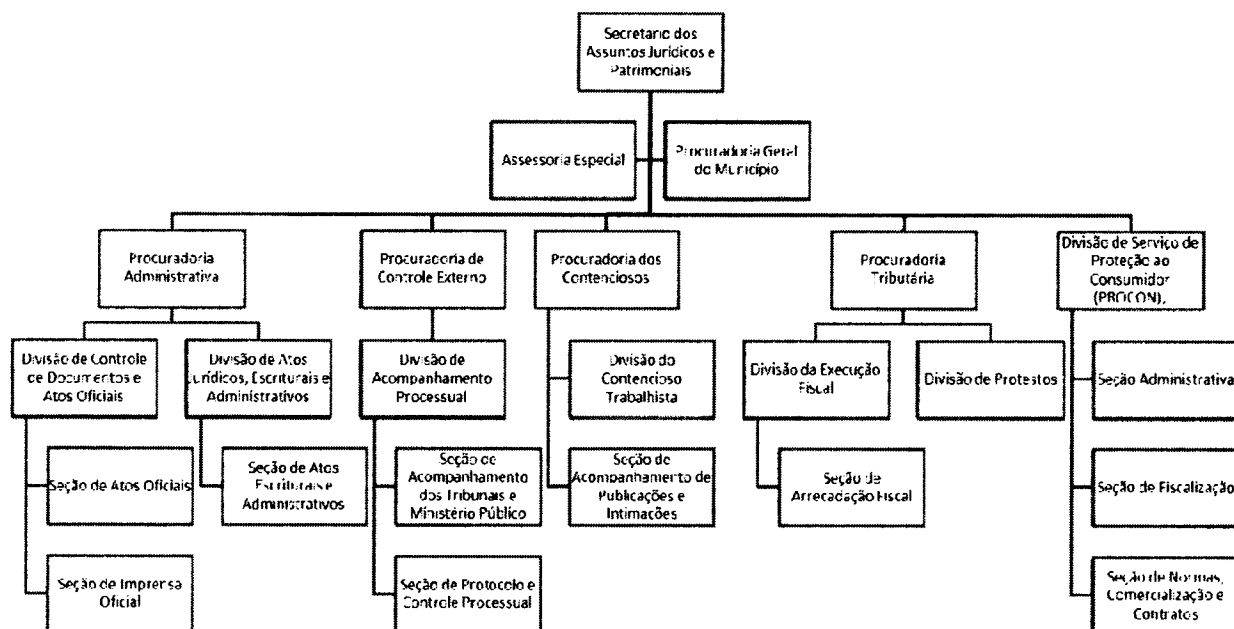 Secretario dos
Assuntos Jurídicos e
Patrimoniais
Assessoria Especial
Procuradoria Geral
do Município
Procuradoria
Administrativa
Procuradoria de
Controle Externo
Procuradoria dos
Contenciosos
Procuradoria
Tributária
Divisão de Serviço de
Proteção ao
Consumidor
(PROCON),
Divisão de Controle
de Documentos e
Atos Oficiais
Divisão de Atos
Jurídicos, Escriturais e
Administrativos
Divisão de
Acompanhamento
Processual
Divisão do
Contencioso
Trabalhista
Divisão da Execução
Fiscal
Divisão de Protestos
Seção Administrativa
Seção de Atos Oficiais
Seção de Atos
Escriturais e
Administrativos
Seção de
Acompanhamento
dos Tribunais e
Ministério Público
Seção de
Acompanhamento de
Publicações e
Intimações
Seção de
Arrecadação Fiscal
Seção de Fiscalização
Seção de Imprensa
Oficial
Seção de Protocolo e
Controle Processual
Seção de Normas,
Comercialização e
Contratos